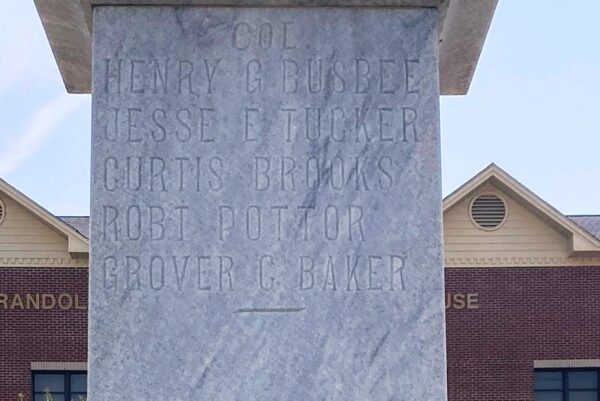 COL.
HENRY G BUSBEE
JESSE E TUCKER
CURTIS BROOKS
ROBT POTTOR
GROVER C BAKER
RANDOL
USE